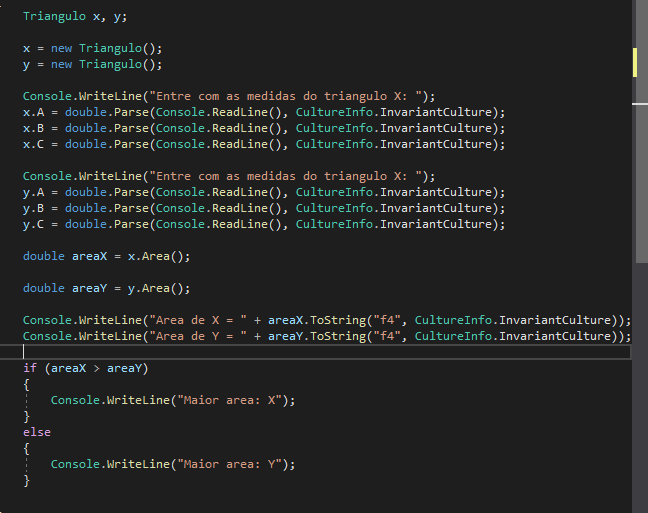 Triangulo x, y;
x = new Triangulo();
y = new Triangulo();
Console.WriteLine("Entre com as medidas do triangulo X: ");
x.A = double.Parse(Console.ReadLine(), CultureInfo.InvariantCulture);
x.B = double.Parse(Console.ReadLine(), CultureInfo.InvariantCulture);
x.C = double.Parse(Console.ReadLine(), CultureInfo.InvariantCulture);
Console.WriteLine("Entre com as medidas do triangulo X: ");
y.A = double.Parse(Console.ReadLine(), CultureInfo.InvariantCulture);
y.B = double.Parse(Console.ReadLine(), CultureInfo.InvariantCulture);
y.C = double.Parse(Console.ReadLine(), CultureInfo.InvariantCulture);
double areaX = x.Area();
double areaY = y.Area();
Console.WriteLine("Area de X = " + areaX.ToString("f4", CultureInfo.InvariantCulture));
Console.WriteLine("Area de Y = " + areaY.ToString("f4", CultureInfo.InvariantCulture));
if (areaX > areaY)
{
Console.WriteLine("Maior area: X");
}
else
{
Console.WriteLine("Maior area: Y");
}